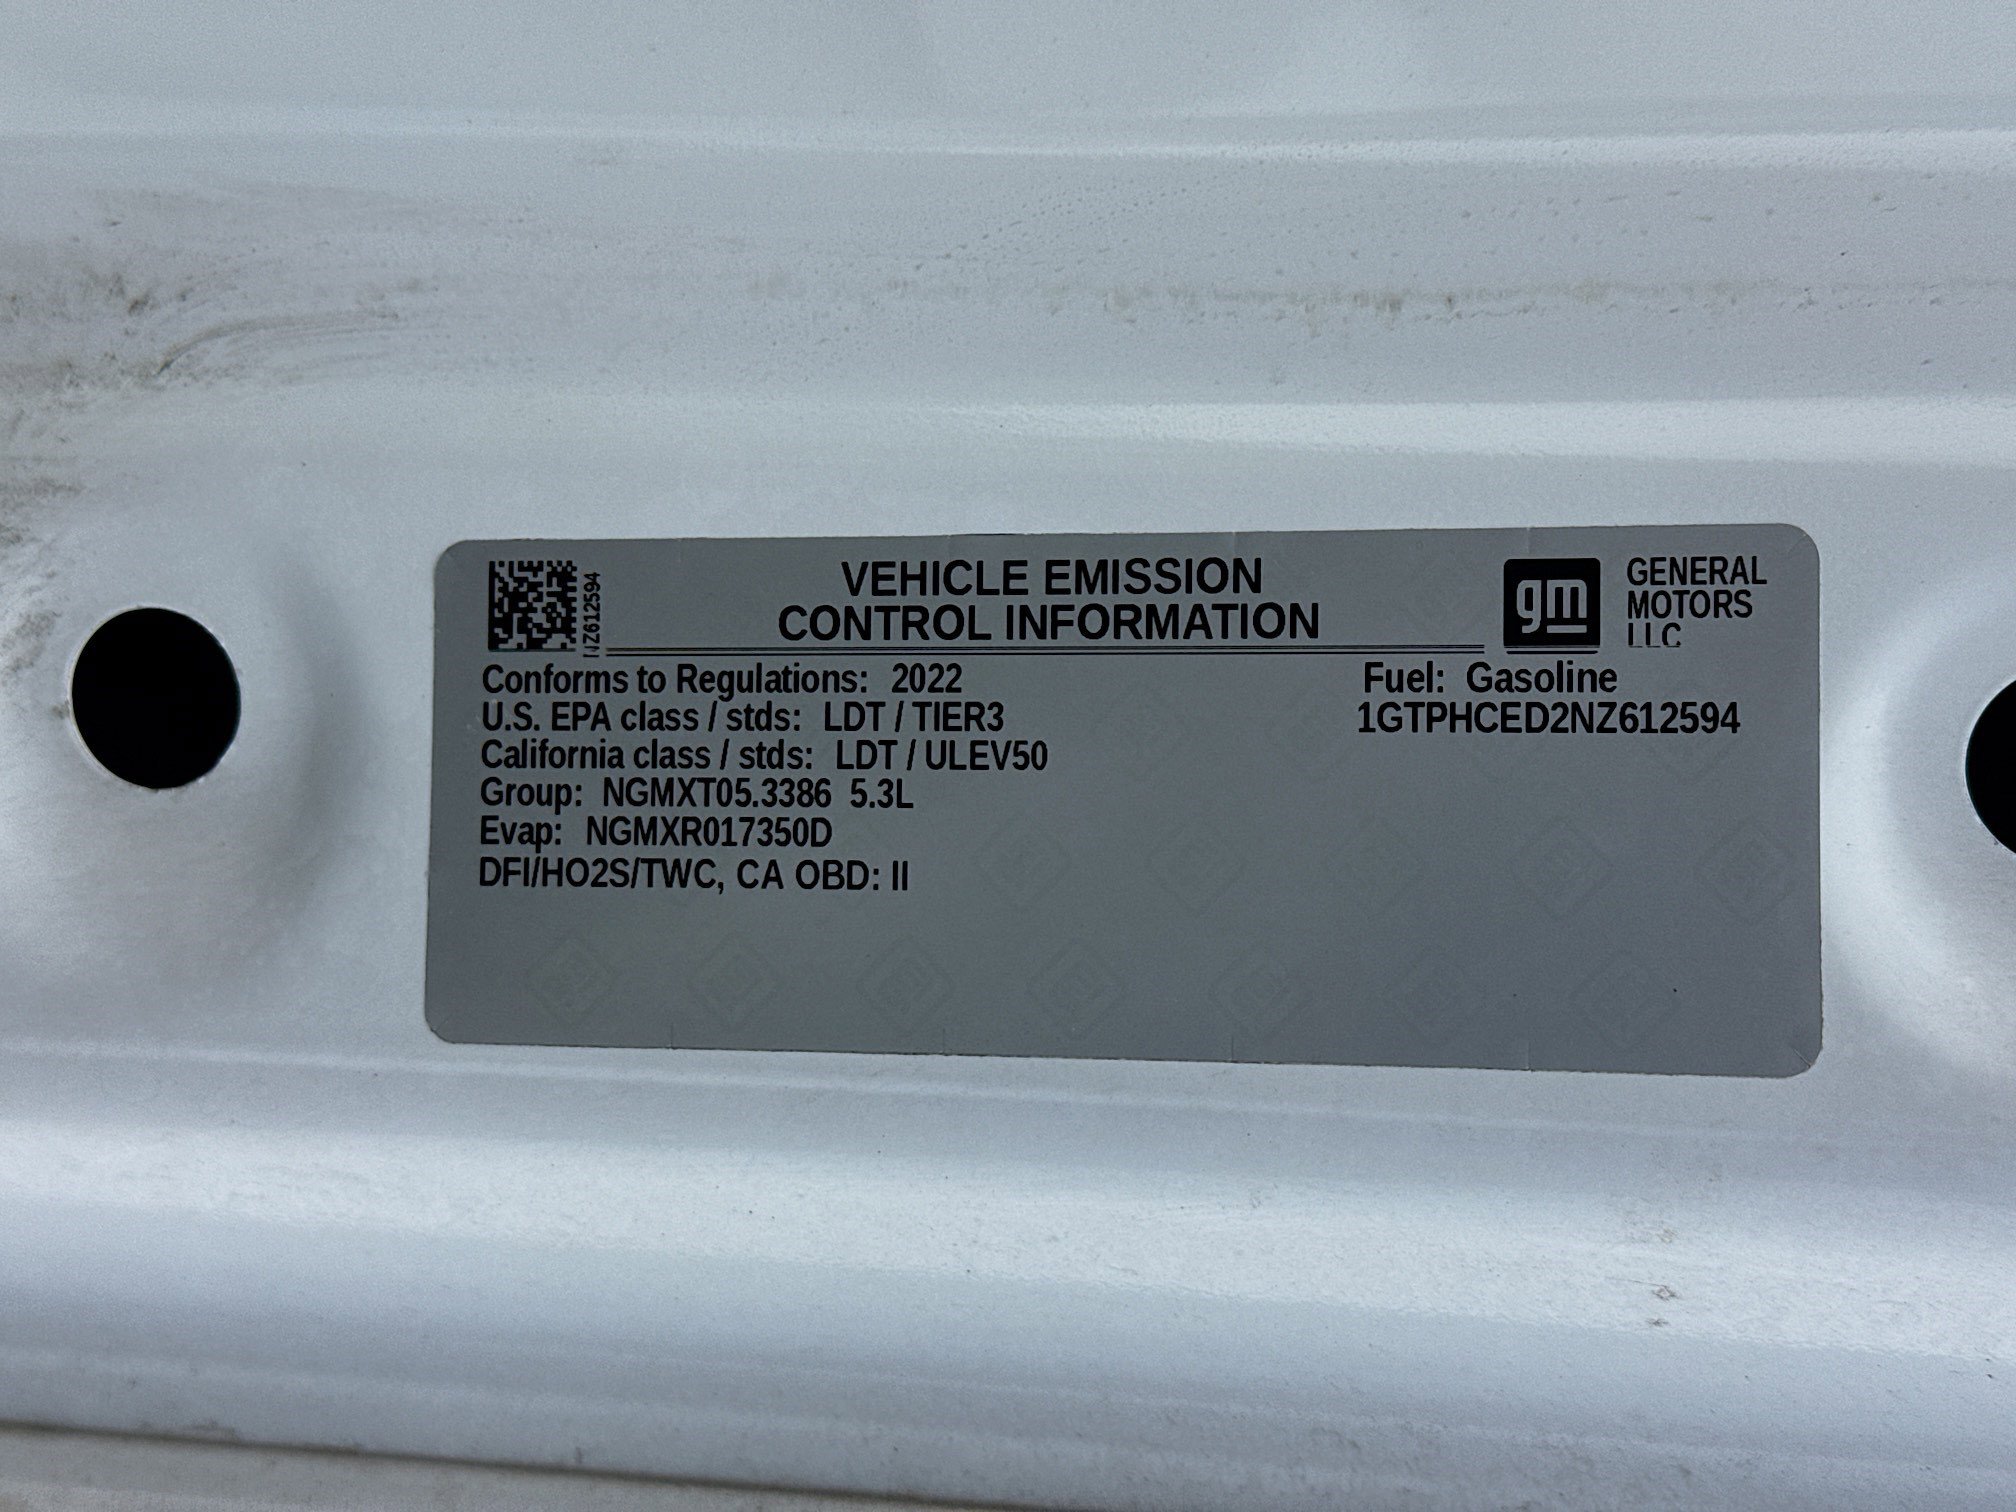 NZ612594
VEHICLE EMISSION
CONTROL INFORMATION
gm
GENERAL
MOTORS
LLC
Conforms to Regulations: 2022
Fuel: Gasoline
U.S. EPA class / stds: LDT / TIER3
1GTPHCED2NZ612594
California class / stds: LDT / ULEV50
Group: NGMXT05.3386 5.3L
Evap: NGMXR017350D
DFI/HO2S/TWC, CA OBD: II